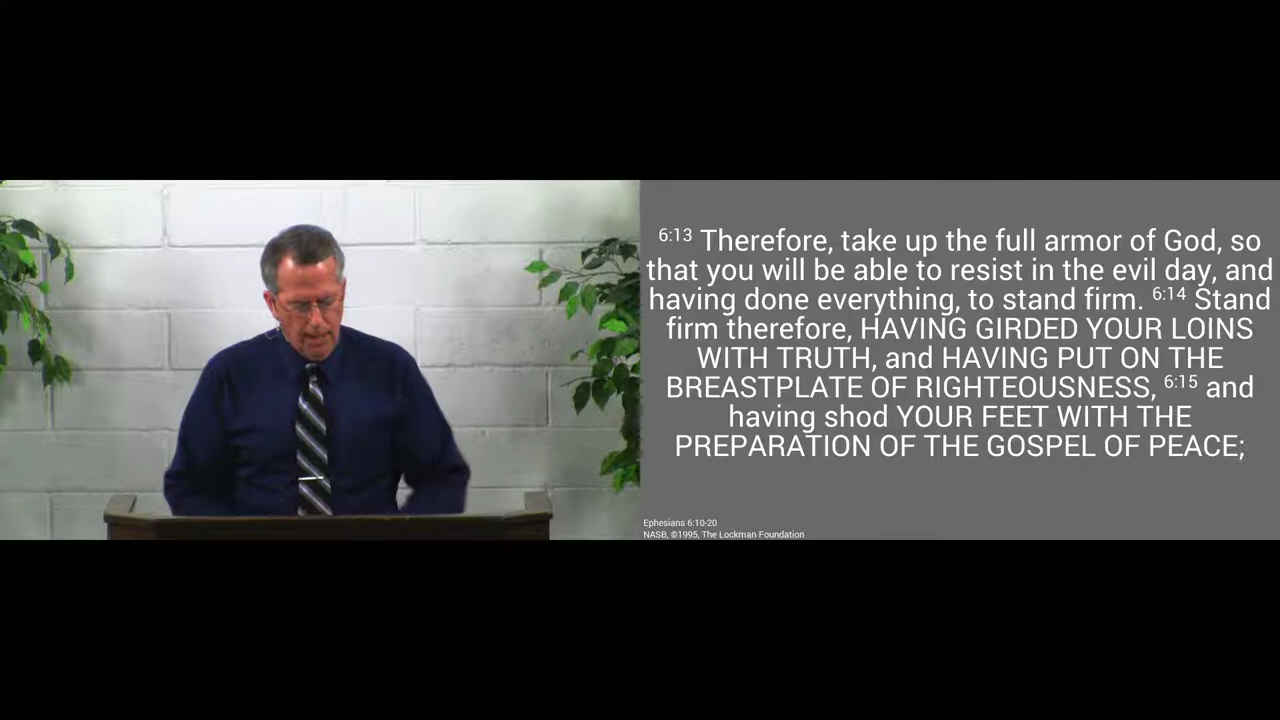 6:13 Therefore, take up the full armor of God, so
that you will be able to resist in the evil day, and
having done everything, to stand firm. 6:14 Stand
firm therefore, HAVING GIRDED YOUR LOINS
WITH TRUTH, and HAVING PUT ON THE
BREASTPLATE OF RIGHTEOUSNESS, 6:15 and
having shod YOUR FEET WITH THE
PREPARATION OF THE GOSPEL OF PEACE;
Ephesians 6:10-20
NASB, ©1995, The Lockman Foundation